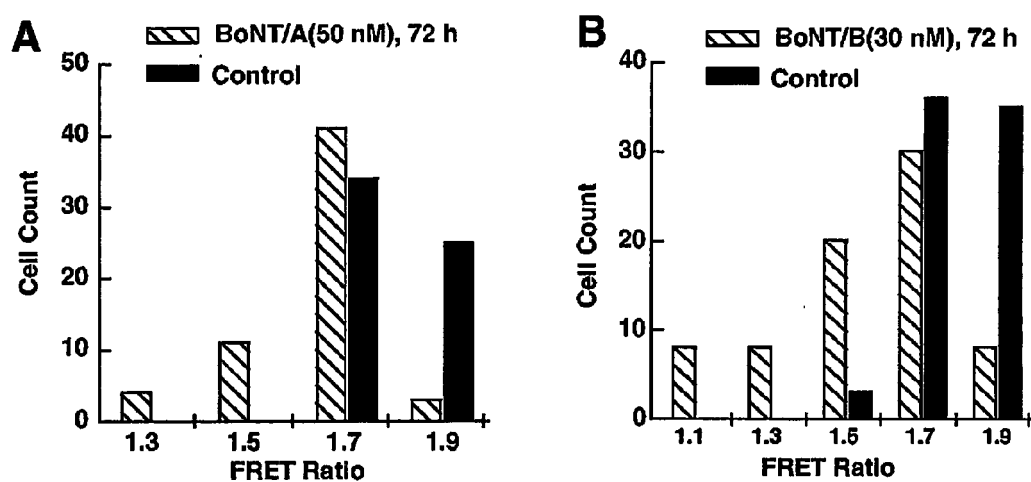 A
BoNT/A(50 nM), 72 h
Control
50
40
30
20
10
0
Cell Count
1.3 1.5 1.7 1.9
FRET Ratio
B
BoNT/B(30 nM), 72 h
Control
40
30
20
10
0
Cell Count
1.1 1.3 1.5 1.7 1.9
FRET Ratio